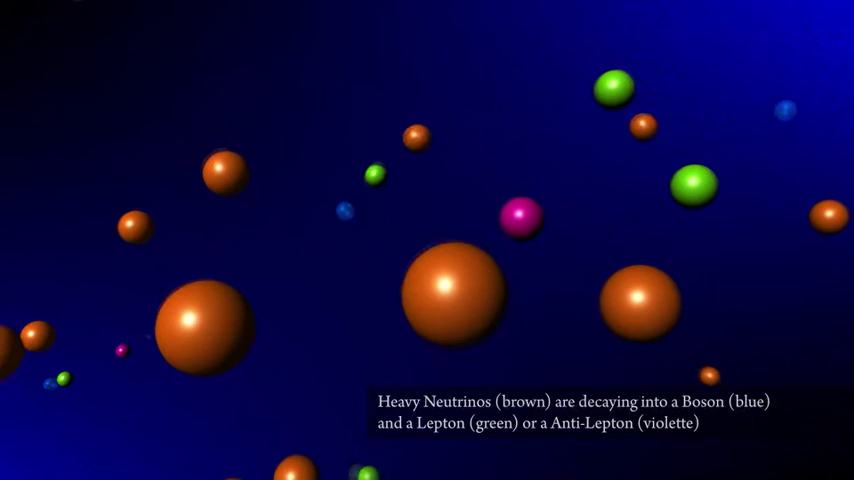 Heavy Neutrinos (brown) are decaying into a Boson (blue)
and a Lepton (green) or a Anti-Lepton (violette)